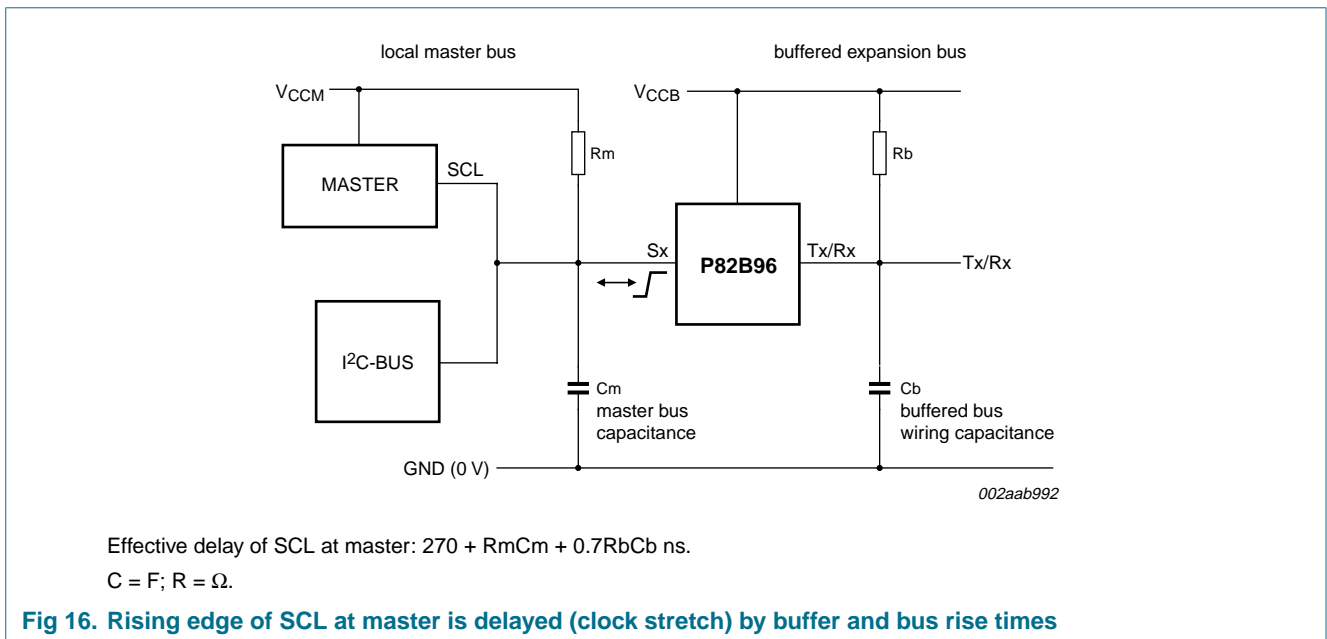 local master bus
buffered expansion bus
VCCM
VCCB
Rm
Rb
MASTER
SCL
Sx
P82B96
Tx/Rx
Tx/Rx
I2C-BUS
Cm
master bus
capacitance
Cb
buffered bus
wiring capacitance
GND (0 V)
002aab992
Effective delay of SCL at master: 270 + RmCm + 0.7RbCb ns.
C = F; R = Ω.
Fig 16. Rising edge of SCL at master is delayed (clock stretch) by buffer and bus rise times